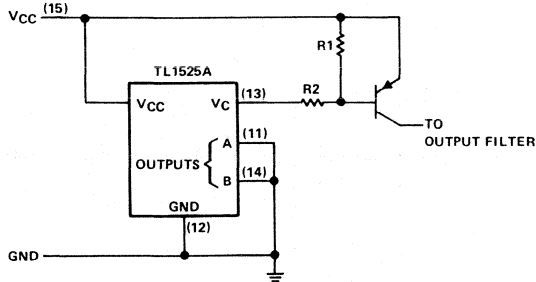 VCC (15)
R1
TL1525A
VCC
VC
(13)
R2
TO
OUTPUT FILTER
OUTPUTS
A
(11)
B
(14)
GND
(12)
GND